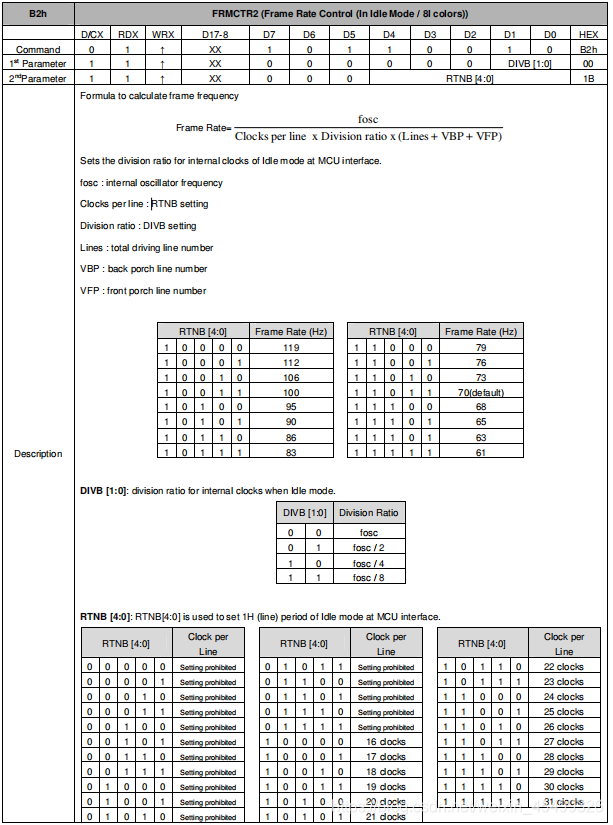 B2h FRMCTR2 (Frame Rate Control (In Idle Mode / 8l colors))
D/CX RDX WRX D17-8 D7 D6 D5 D4 D3 D2 D1 D0 HEX
Command 0 1 ↑ XX 1 0 1 1 0 0 1 0 B2h
1st Parameter 1 1 ↑ XX 0 0 0 0 0 0 DIVB [1:0] 00
2nd Parameter 1 1 ↑ XX 0 0 0 RTNB [4:0] 1B
Description
Formula to calculate frame frequency
fosc
Frame Rate=
Clocks per line x Division ratio x (Lines + VBP + VFP)
Sets the division ratio for internal clocks of Idle mode at MCU interface.
fosc : internal oscillator frequency
Clocks per line : RTNB setting
Division ratio : DIVB setting
Lines : total driving line number
VBP : back porch line number
VFP : front porch line number
RTNB [4:0] Frame Rate (Hz) RTNB [4:0] Frame Rate (Hz)
1 0 0 0 0 119 1 1 0 0 0 79
1 0 0 0 1 112 1 1 0 0 1 76
1 0 0 1 0 106 1 1 0 1 0 73
1 0 0 1 1 100 1 1 0 1 1 70(default)
1 0 1 0 0 95 1 1 1 0 0 68
1 0 1 0 1 90 1 1 1 0 1 65
1 0 1 1 0 86 1 1 1 1 0 63
1 0 1 1 1 83 1 1 1 1 1 61
DIVB [1:0]: division ratio for internal clocks when Idle mode.
DIVB [1:0] Division Ratio
0 0 fosc
0 1 fosc / 2
1 0 fosc / 4
1 1 fosc / 8
RTNB [4:0]: RTNB[4:0] is used to set 1H (line) period of Idle mode at MCU interface.
RTNB [4:0] Clock per Line RTNB [4:0] Clock per Line RTNB [4:0] Clock per Line
0 0 0 0 0 Setting prohibited 0 1 0 1 1 Setting prohibited 1 0 1 1 0 22 clocks
0 0 0 0 1 Setting prohibited 0 1 1 0 0 Setting prohibited 1 0 1 1 1 23 clocks
0 0 0 1 0 Setting prohibited 0 1 1 0 1 Setting prohibited 1 1 0 0 0 24 clocks
0 0 0 1 1 Setting prohibited 0 1 1 1 0 Setting prohibited 1 1 0 0 1 25 clocks
0 0 1 0 0 Setting prohibited 0 1 1 1 1 Setting prohibited 1 1 0 1 0 26 clocks
0 0 1 0 1 Setting prohibited 1 0 0 0 0 16 clocks 1 1 0 1 1 27 clocks
0 0 1 1 0 Setting prohibited 1 0 0 0 1 17 clocks 1 1 1 0 0 28 clocks
0 0 1 1 1 Setting prohibited 1 0 0 1 0 18 clocks 1 1 1 0 1 29 clocks
0 1 0 0 0 Setting prohibited 1 0 0 1 1 19 clocks 1 1 1 1 0 30 clocks
0 1 0 0 1 Setting prohibited 1 0 1 0 0 20 clocks 1 1 1 1 1 31 clocks
0 1 0 1 0 Setting prohibited 1 0 1 0 1 21 clocks